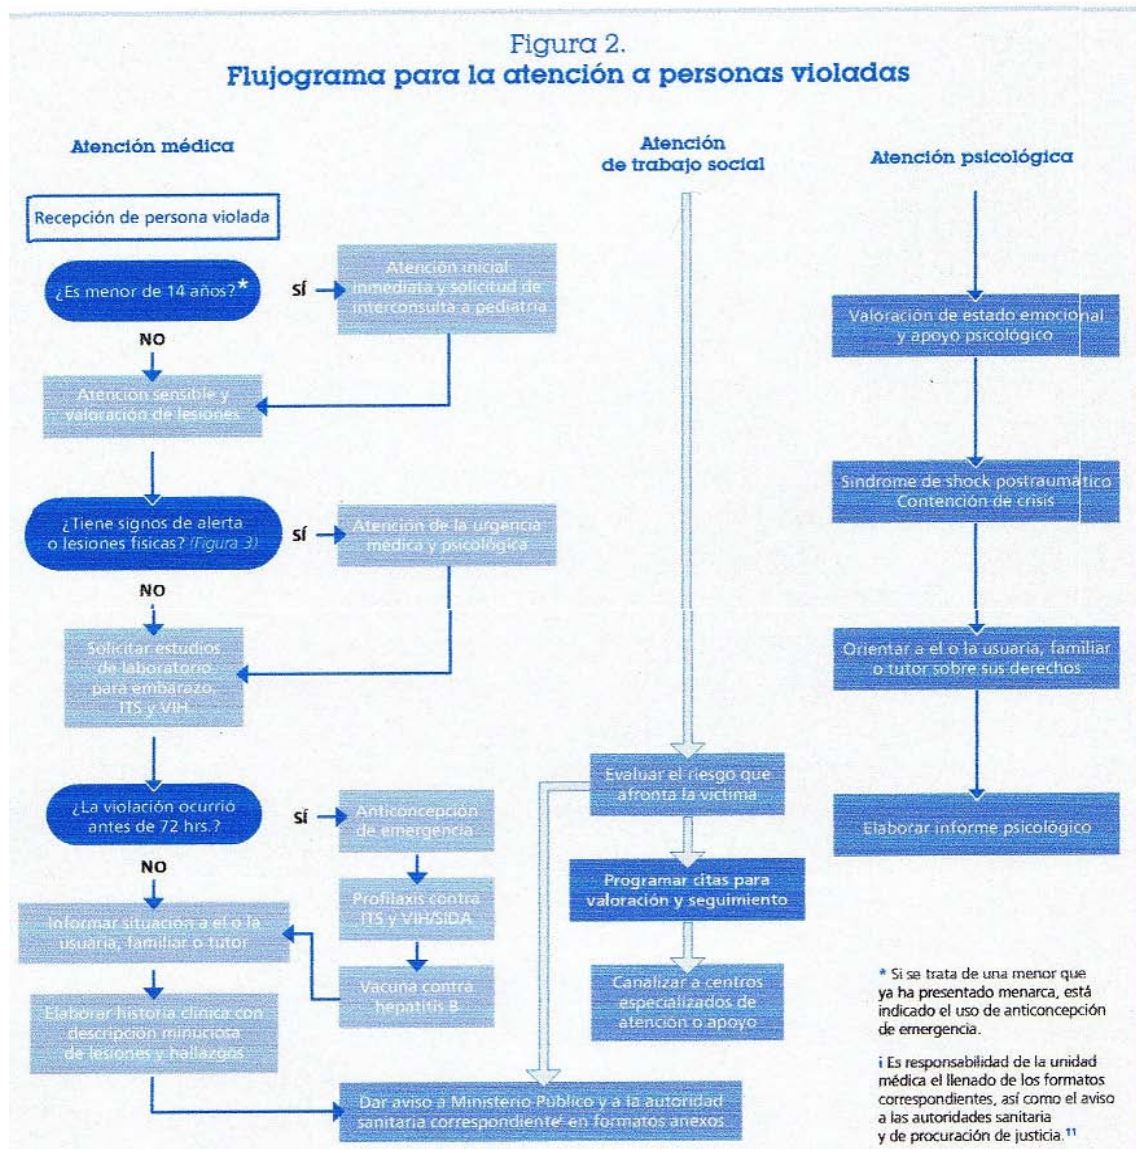 Figura 2.
Flujograma para la atención a personas violadas
Atención médica
Recepción de persona violada
¿Es menor de 14 años?*
SÍ
Atención inicial
inmediata y solicitud de
interconsulta a pediatría
NO
Atención sensible y
valoración de lesiones
¿Tiene signos de alerta
o lesiones físicas? (Figura 3)
SÍ
Atención de la urgencia
médica y psicológica
NO
Solicitar estudios
de laboratorio
para embarazo,
ITS y VIH
¿La violación ocurrió
antes de 72 hrs.?
SÍ
Anticoncepción
de emergencia
Profilaxis contra
ITS y VIH/SIDA
Vacuna contra
hepatitis B
NO
Informar situación a el o la
usuaria, familiar o tutor
Elaborar historia clínica con
descripción minuciosa
de lesiones y hallazgos
Dar aviso a Ministerio Público y a la autoridad
sanitaria correspondienteⁱ en formatos anexos
Atención
de trabajo social
Evaluar el riesgo que
afronta la víctima
Programar citas para
valoración y seguimiento
Canalizar a centros
especializados de
atención o apoyo
Atención psicológica
Valoración de estado emocional
y apoyo psicológico
Síndrome de shock postraumático
Contención de crisis
Orientar a el o la usuaria, familiar
o tutor sobre sus derechos
Elaborar informe psicológico
* Si se trata de una menor que
ya ha presentado menarca, está
indicado el uso de anticoncepción
de emergencia.
i Es responsabilidad de la unidad
médica el llenado de los formatos
correspondientes, así como el aviso
a las autoridades sanitaria
y de procuración de justicia.¹¹